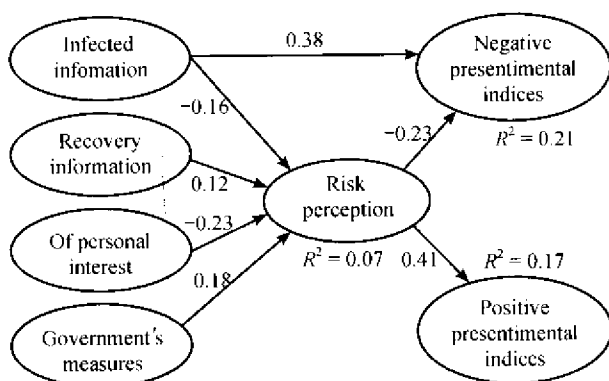 Infected
infomation
0.38
Negative
presentimental
indices
−0.16
−0.23
R² = 0.21
Recovery
information
0.12
Risk
perception
−0.23
Of personal
interest
R² = 0.07
0.41
R² = 0.17
0.18
Government's
measures
Positive
presentimental
indices